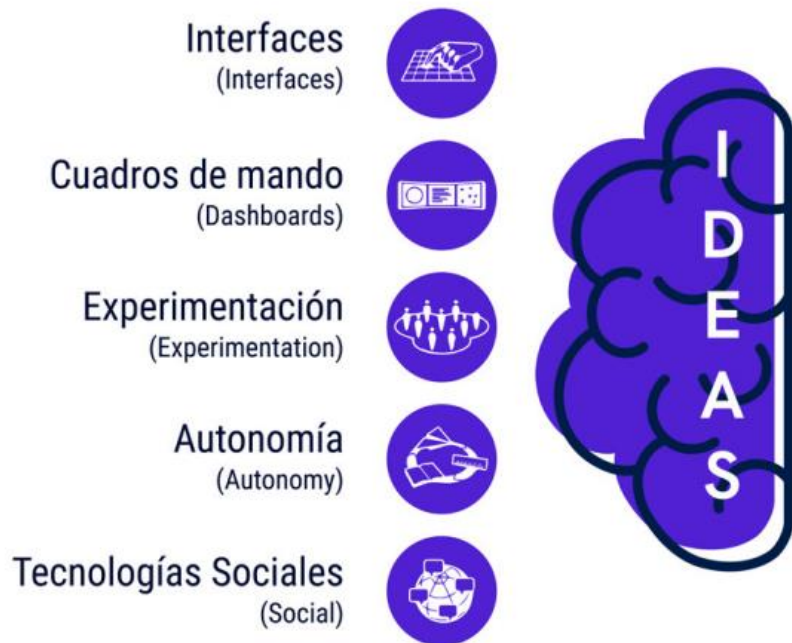 Interfaces
(Interfaces)
Cuadros de mando
(Dashboards)
Experimentación
(Experimentation)
Autonomía
(Autonomy)
Tecnologías Sociales
(Social)
I
D
E
A
S